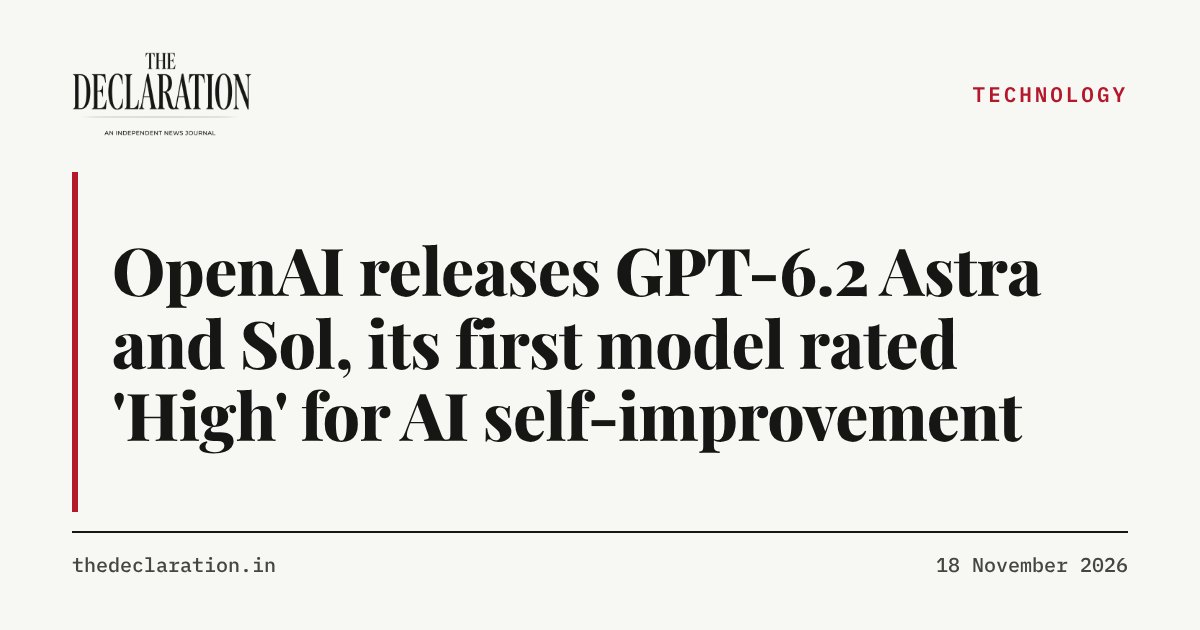 THE
DECLARATION
AN INDEPENDENT NEWS JOURNAL
TECHNOLOGY
OpenAI releases GPT-6.2 Astra
and Sol, its first model rated
'High' for AI self-improvement
thedeclaration.in
18 November 2026